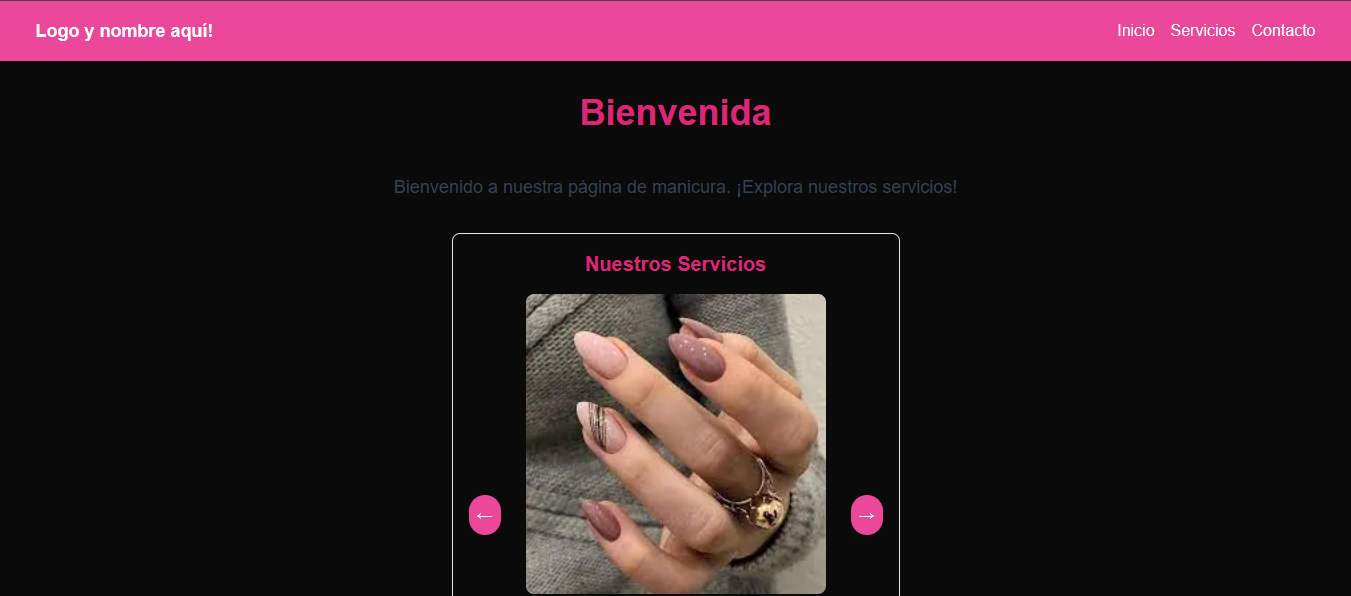 Logo y nombre aquí!
Inicio Servicios Contacto
Bienvenida
Bienvenido a nuestra página de manicura. ¡Explora nuestros servicios!
Nuestros Servicios
← →